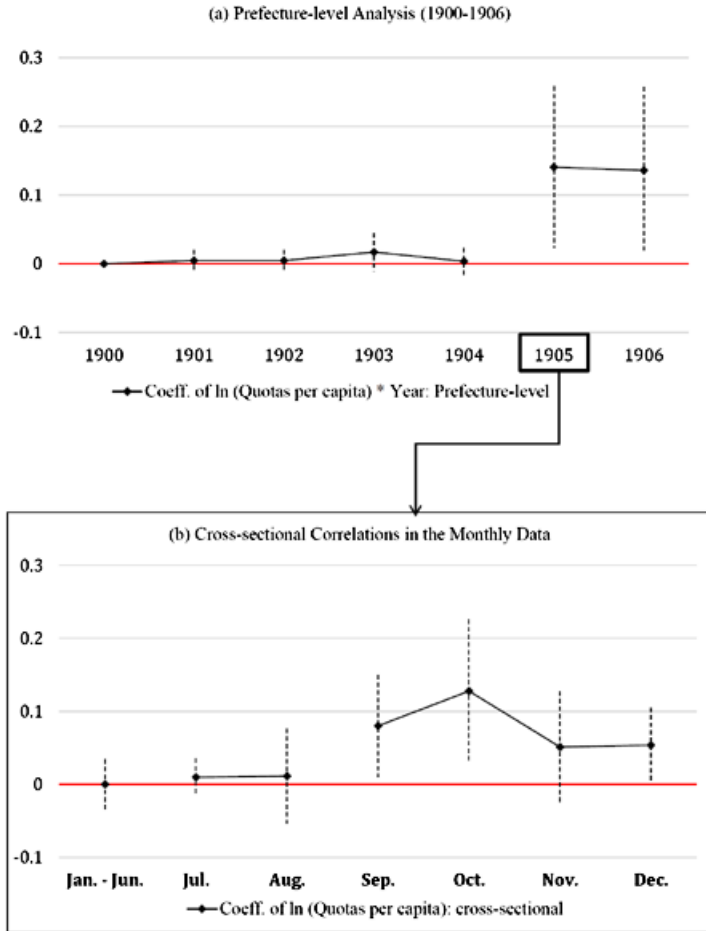 (a) Prefecture-level Analysis (1900-1906)
0.3
0.2
0.1
0
-0.1
1900 1901 1902 1903 1904 1905 1906
Coeff. of ln (Quotas per capita) * Year: Prefecture-level
(b) Cross-sectional Correlations in the Monthly Data
0.3
0.2
0.1
0
-0.1
Jan. - Jun. Jul. Aug. Sep. Oct. Nov. Dec.
Coeff. of ln (Quotas per capita): cross-sectional